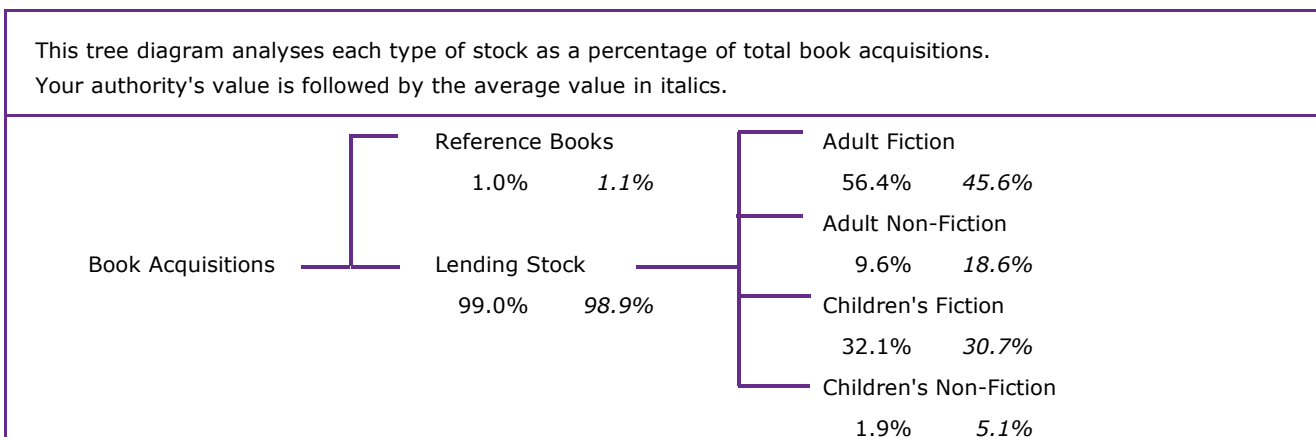 This tree diagram analyses each type of stock as a percentage of total book acquisitions.
Your authority's value is followed by the average value in italics.
Reference Books
1.0% 1.1%
Book Acquisitions
Lending Stock
99.0% 98.9%
Adult Fiction
56.4% 45.6%
Adult Non-Fiction
9.6% 18.6%
Children's Fiction
32.1% 30.7%
Children's Non-Fiction
1.9% 5.1%